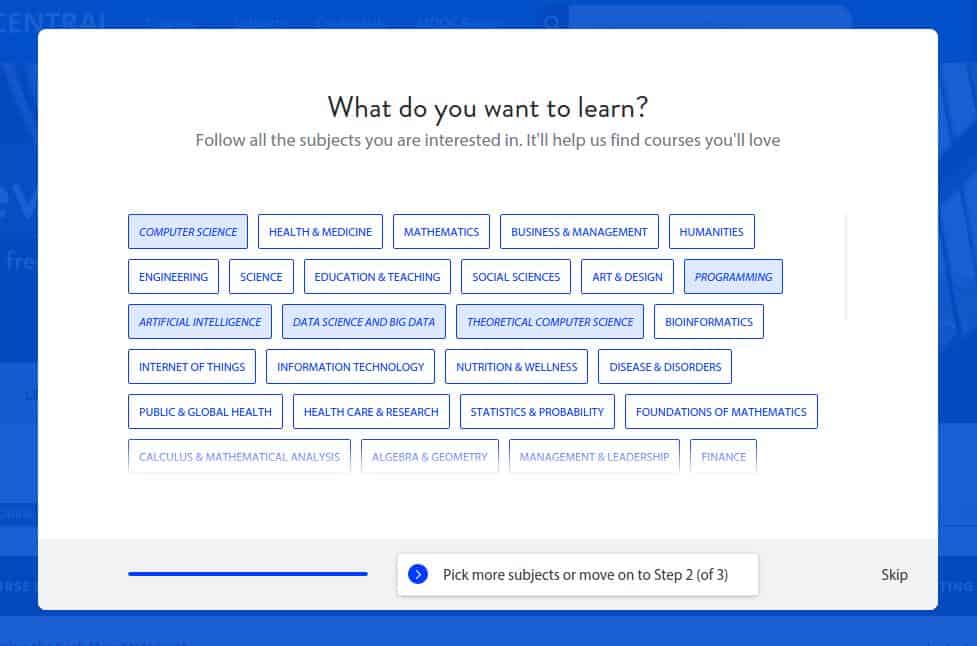 CENTRAL
What do you want to learn?
Follow all the subjects you are interested in. It'll help us find courses you'll love
COMPUTER SCIENCE HEALTH & MEDICINE MATHEMATICS BUSINESS & MANAGEMENT HUMANITIES
ENGINEERING SCIENCE EDUCATION & TEACHING SOCIAL SCIENCES ART & DESIGN PROGRAMMING
ARTIFICIAL INTELLIGENCE DATA SCIENCE AND BIG DATA THEORETICAL COMPUTER SCIENCE BIOINFORMATICS
INTERNET OF THINGS INFORMATION TECHNOLOGY NUTRITION & WELLNESS DISEASE & DISORDERS
PUBLIC & GLOBAL HEALTH HEALTH CARE & RESEARCH STATISTICS & PROBABILITY FOUNDATIONS OF MATHEMATICS
CALCULUS & MATHEMATICAL ANALYSIS ALGEBRA & GEOMETRY MANAGEMENT & LEADERSHIP FINANCE
Pick more subjects or move on to Step 2 (of 3) Skip